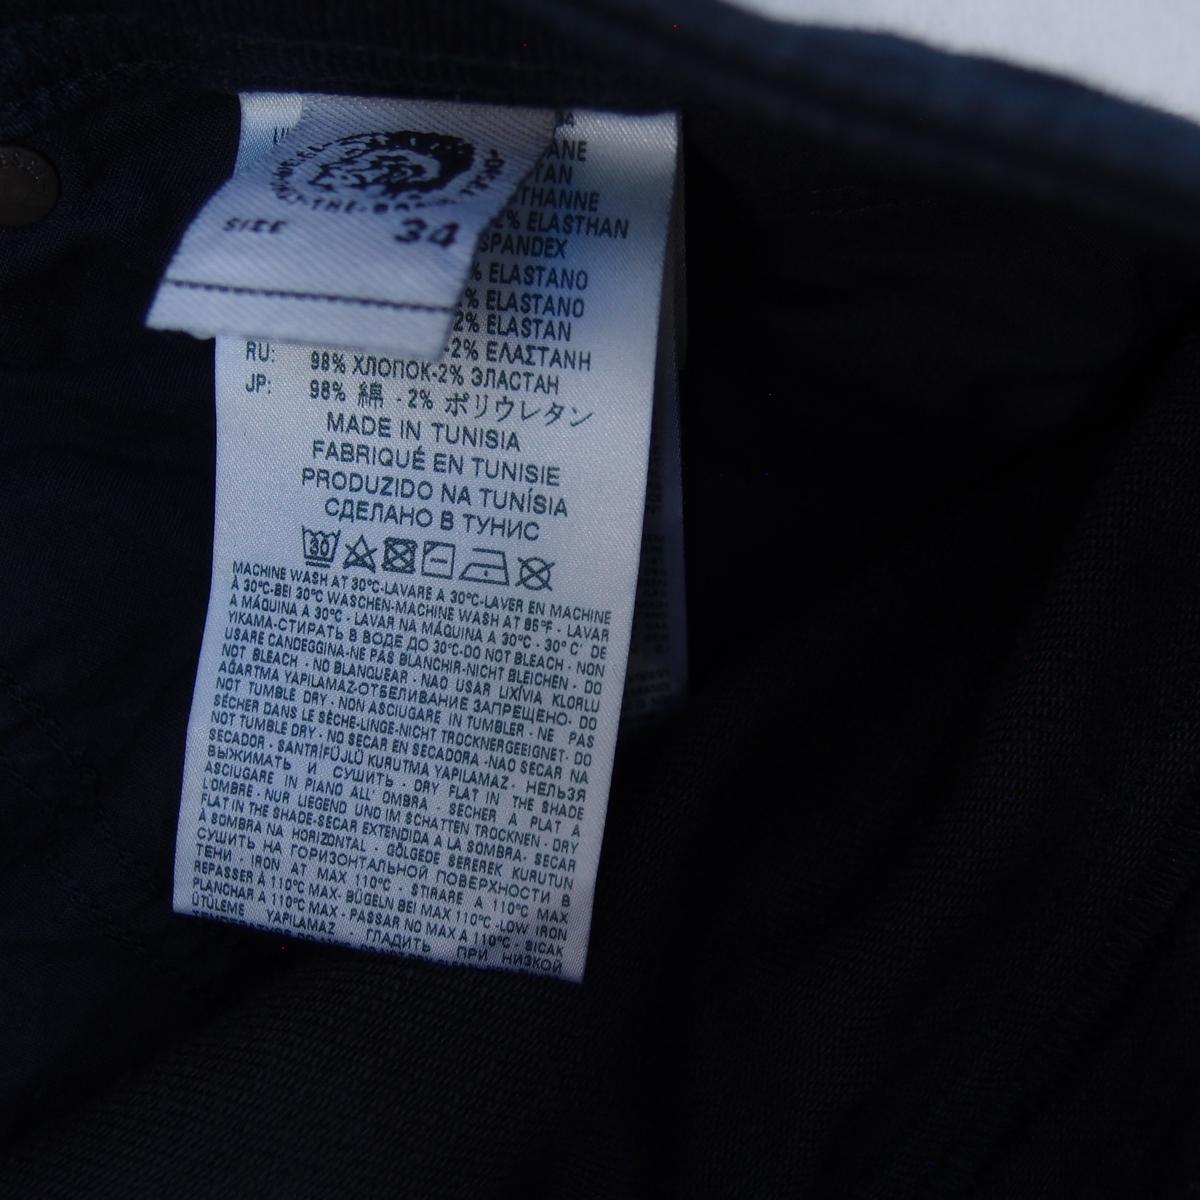 SIZE 34
ANE
TAN
THANNE
2% ELASTHAN
SPANDEX
% ELASTANO
% ELASTANO
2% ELASTAN
-2% ΕΛΑΣΤΑΝΗ
RU: 98% ХЛОПОК-2% ЭЛАСТАН
JP: 98% 綿 - 2% ポリウレタン
MADE IN TUNISIA
FABRIQUÉ EN TUNISIE
PRODUZIDO NA TUNÍSIA
СДЕЛАНО В ТУНИС
30
MACHINE WASH AT 30°C-LAVARE A 30°C-LAVER EN MACHINE
À 30°C-BEI 30°C WASCHEN-MACHINE WASH AT 85°F - LAVAR
A MÁQUINA A 30°C - LAVAR NA MÁQUINA A 30°C - 30°C' DE
YIKAMA-СТИРАТЬ В ВОДЕ ДО 30°C-DO NOT BLEACH - NON
USARE CANDEGGINA-NE PAS BLANCHIR-NICHT BLEICHEN - DO
NOT BLEACH - NO BLANQUEAR - NAO USAR LIXÍVIA KLORLU
AĞARTMA YAPILAMAZ-ОТБЕЛИВАНИЕ ЗАПРЕЩЕНО- DO
NOT TUMBLE DRY - NON ASCIUGARE IN TUMBLER - NE PAS
SÉCHER DANS LE SÈCHE-LINGE-NICHT TROCKNERGEEIGNET- DO
NOT TUMBLE DRY - NO SECAR EN SECADORA -NAO SECAR NA
SECADOR - SANTRİFÜJLÜ KURUTMA YAPILAMAZ - НЕЛЬЗЯ
ВЫЖИМАТЬ И СУШИТЬ - DRY FLAT IN THE SHADE
ASCIUGARE IN PIANO ALL' OMBRA - SÉCHER A PLAT A
L'OMBRE - NUR LIEGEND UND IM SCHATTEN TROCKNEN - DRY
FLAT IN THE SHADE-SECAR EXTENDIDA A LA SOMBRA- SECAR
À SOMBRA NA HORIZONTAL - GÖLGEDE SEREREK KURUTUN
СУШИТЬ НА ГОРИЗОНТАЛЬНОЙ ПОВЕРХНОСТИ В
ТЕНИ - IRON AT MAX 110°C - STIRARE A 110°C MAX
REPASSER À 110°C MAX- BÜGELN BEI MAX 110°C -LOW IRON
PLANCHAR A 110°C MAX - PASSAR NO MAX A 110°C - SICAK
ÜTÜLEME YAPILAMAZ - ГЛАДИТЬ ПРИ НИЗКОЙ